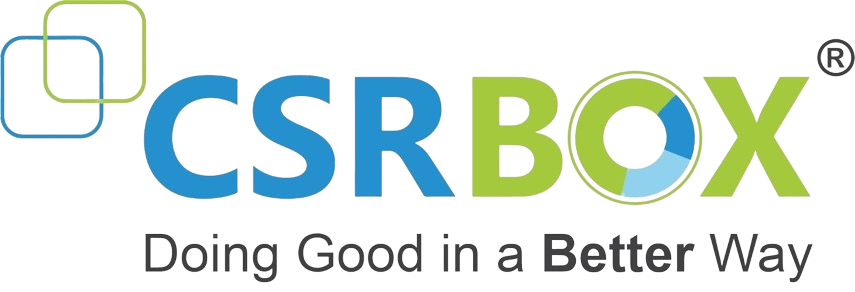 CSRBOX®
Doing Good in a Better Way